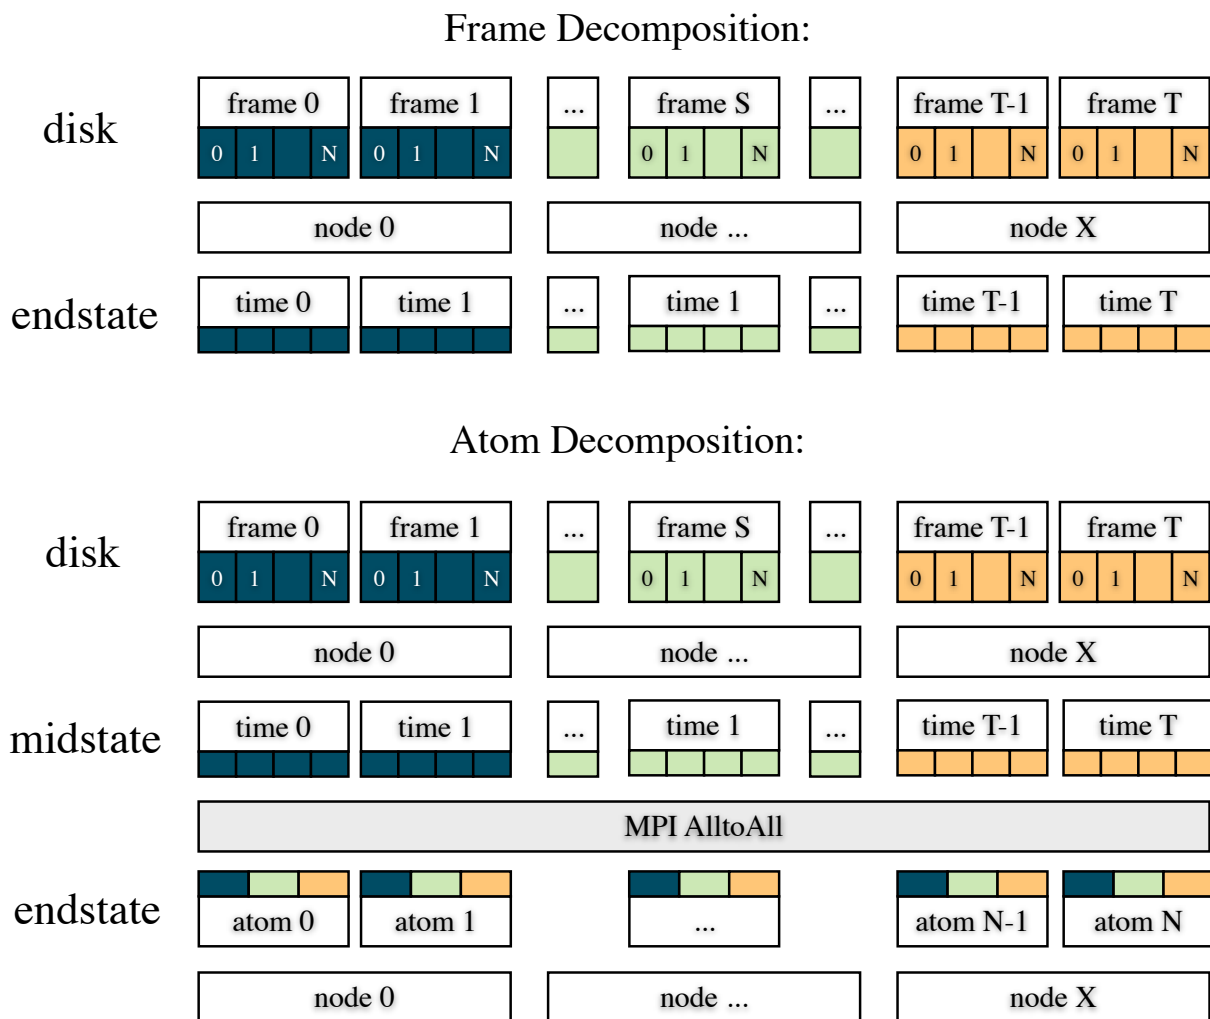 Frame Decomposition:
disk
frame 0 frame 1 ... frame S ... frame T-1 frame T
0 1 N 0 1 N 0 1 N 0 1 N 0 1 N
node 0 node ... node X
endstate
time 0 time 1 ... time 1 ... time T-1 time T
Atom Decomposition:
disk
frame 0 frame 1 ... frame S ... frame T-1 frame T
0 1 N 0 1 N 0 1 N 0 1 N 0 1 N
node 0 node ... node X
midstate
time 0 time 1 ... time 1 ... time T-1 time T
MPI AlltoAll
endstate
atom 0 atom 1 ... atom N-1 atom N
node 0 node ... node X